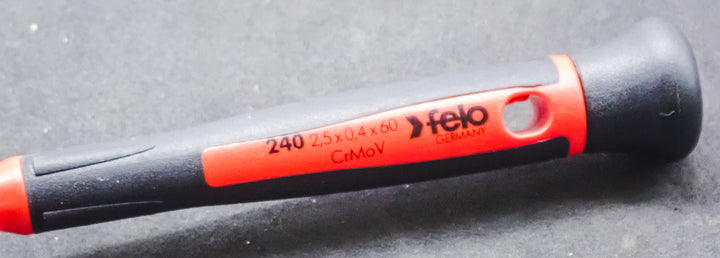 240 2,5 x 0,4 x 60 felo
CrMoV GERMANY